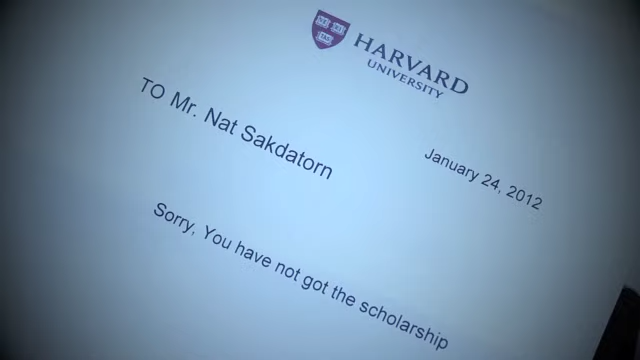 HARVARD
UNIVERSITY
TO Mr. Nat Sakdatorn
January 24, 2012
Sorry, You have not got the scholarship